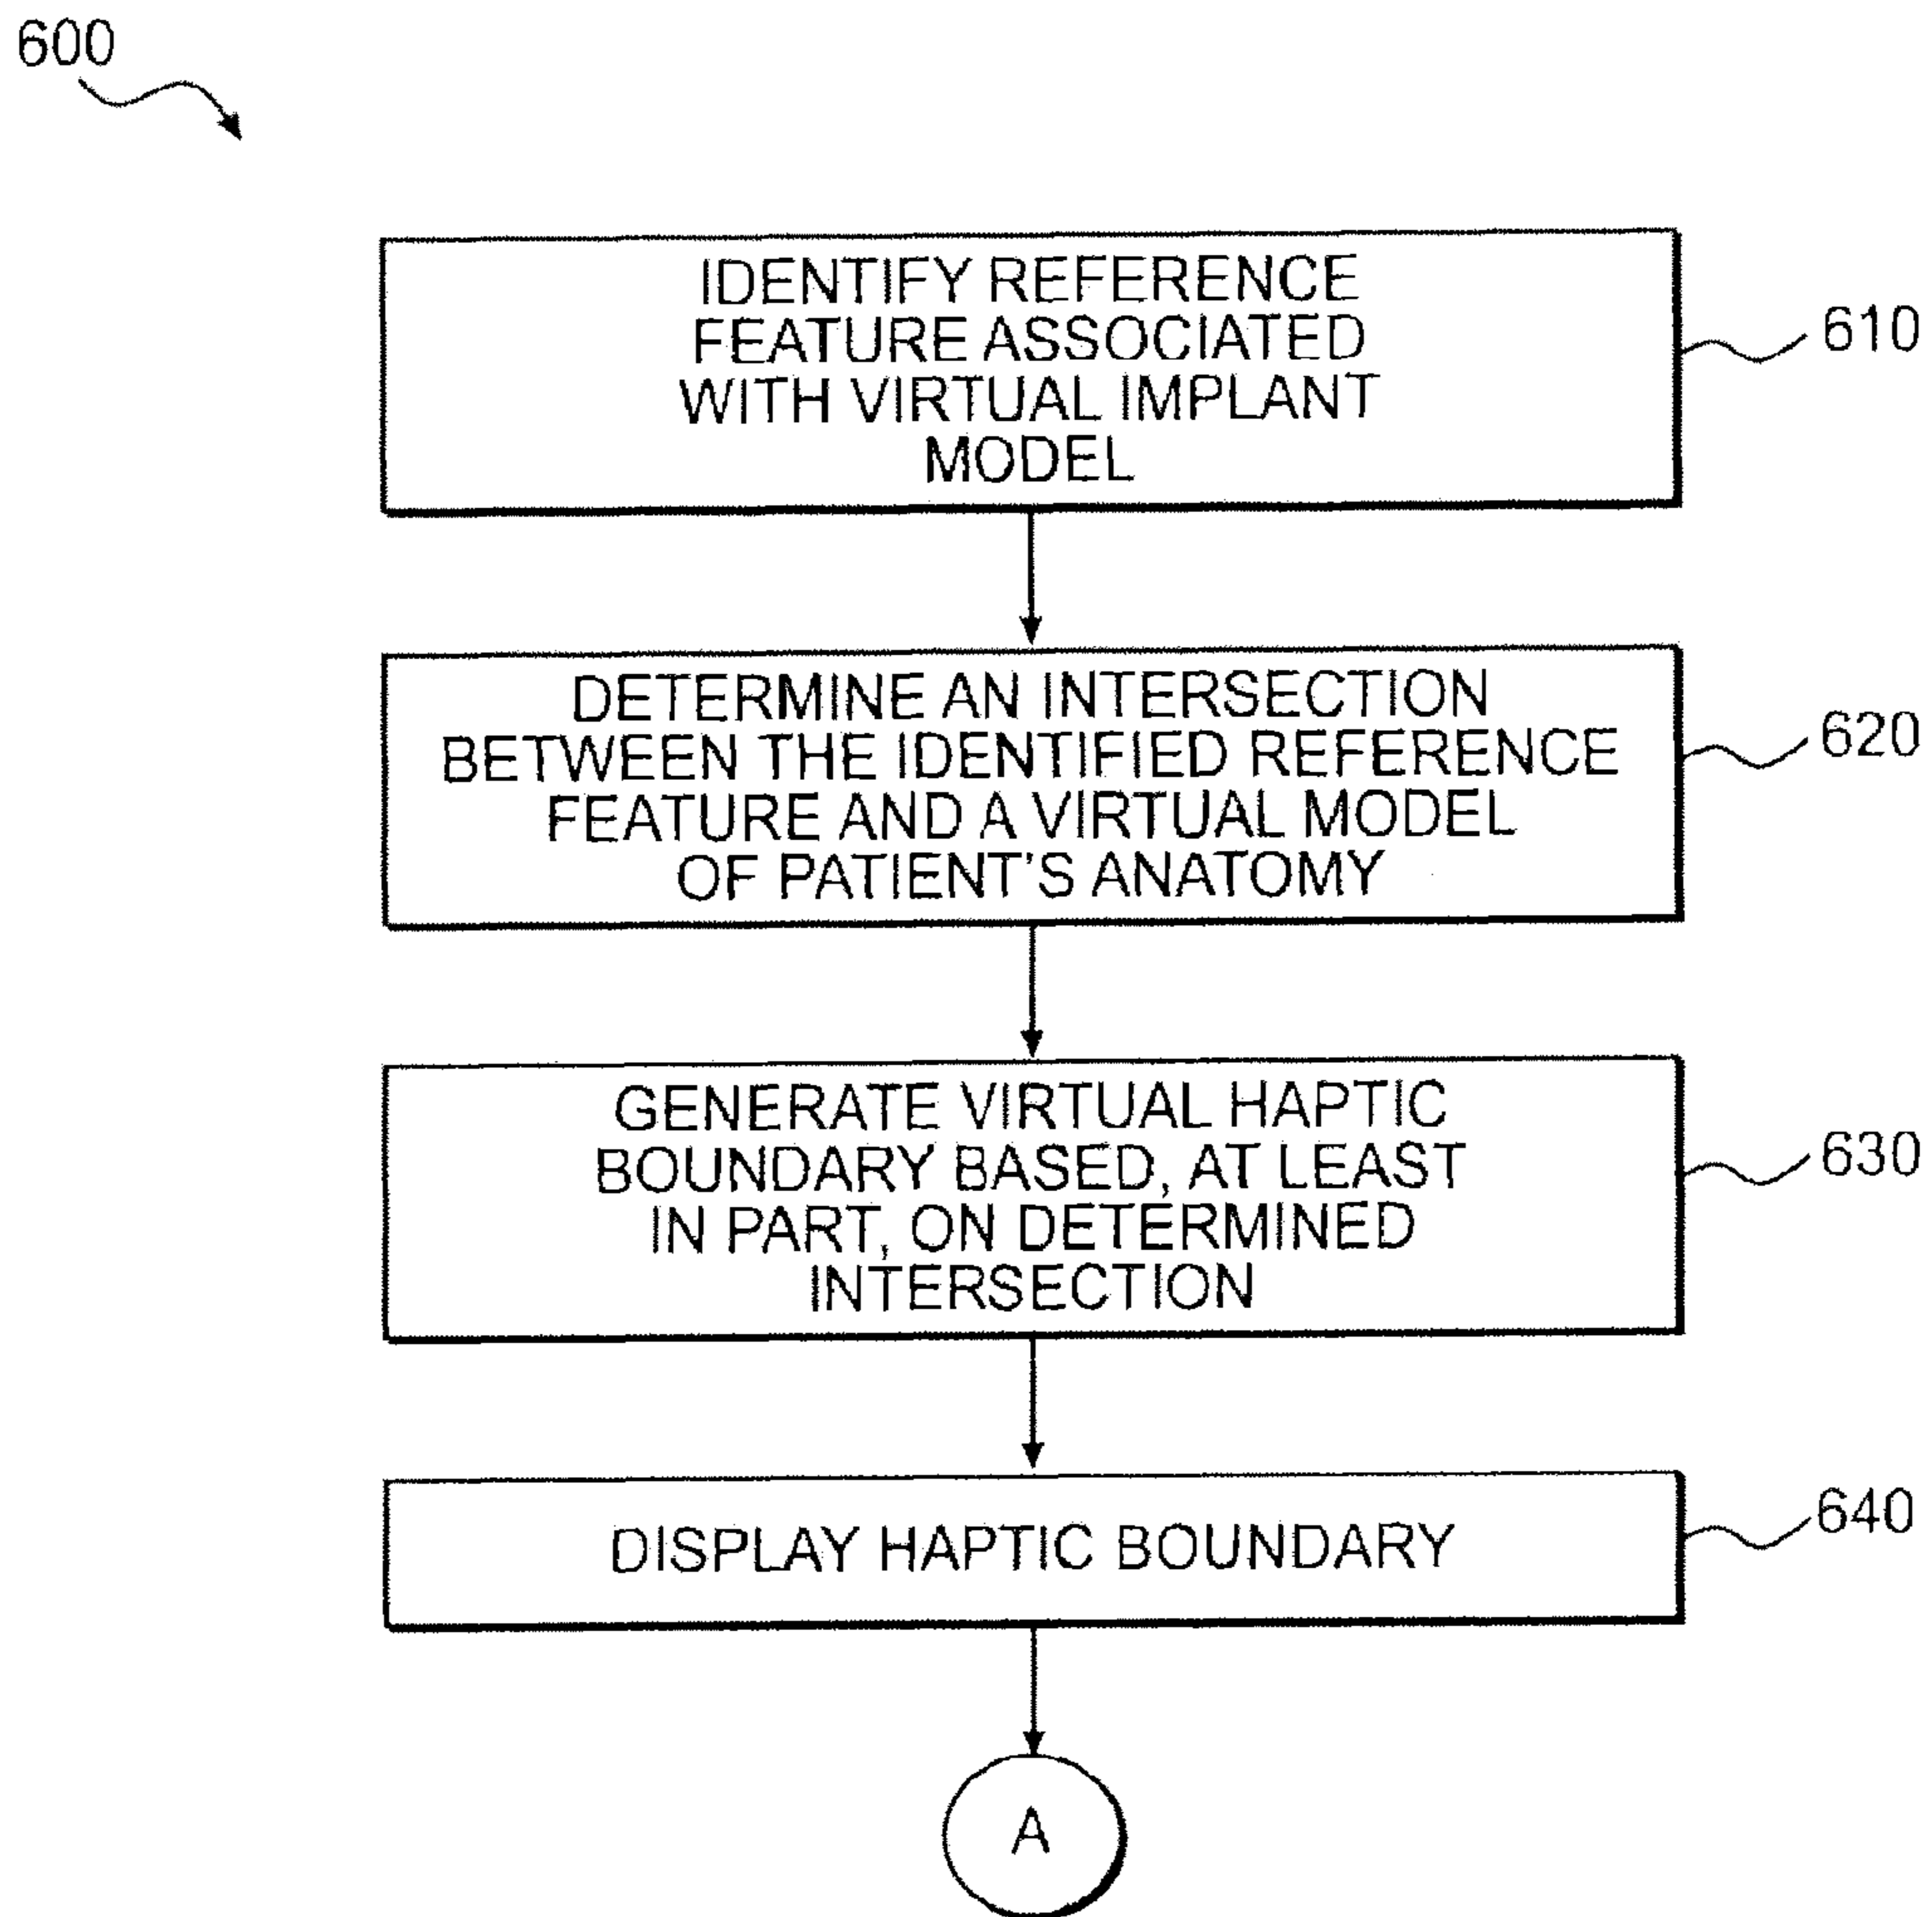 600
IDENTIFY REFERENCE
FEATURE ASSOCIATED
WITH VIRTUAL IMPLANT
MODEL
610
DETERMINE AN INTERSECTION
BETWEEN THE IDENTIFIED REFERENCE
FEATURE AND A VIRTUAL MODEL
OF PATIENT'S ANATOMY
620
GENERATE VIRTUAL HAPTIC
BOUNDARY BASED, AT LEAST
IN PART, ON DETERMINED
INTERSECTION
630
DISPLAY HAPTIC BOUNDARY
640
A